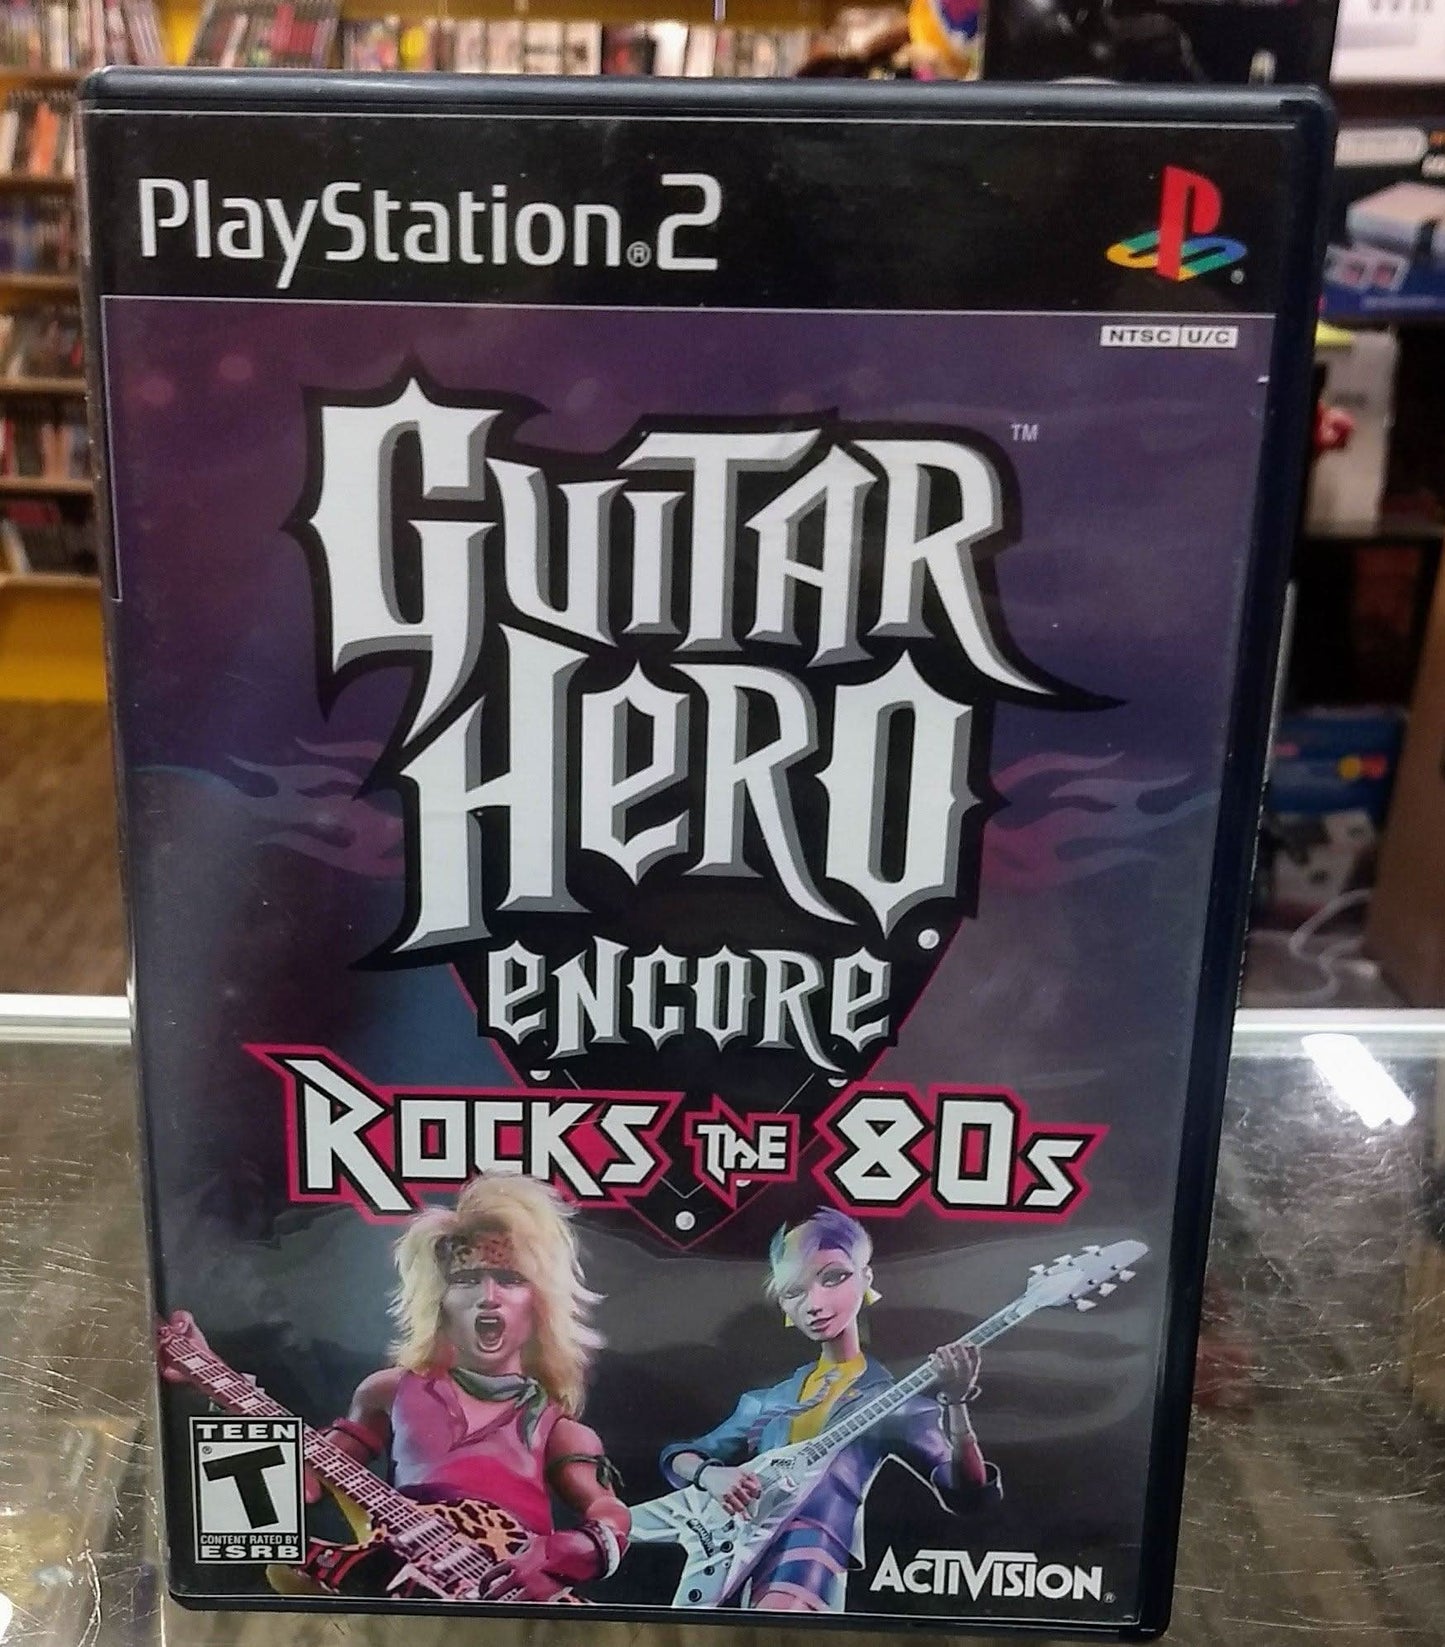 PlayStation®2
NTSC U/C
GUITAR™
HERO
ENCORE
ROCKS THE 80s
TEEN
®
T
CONTENT RATED BY
ESRB
ACTIVISION®